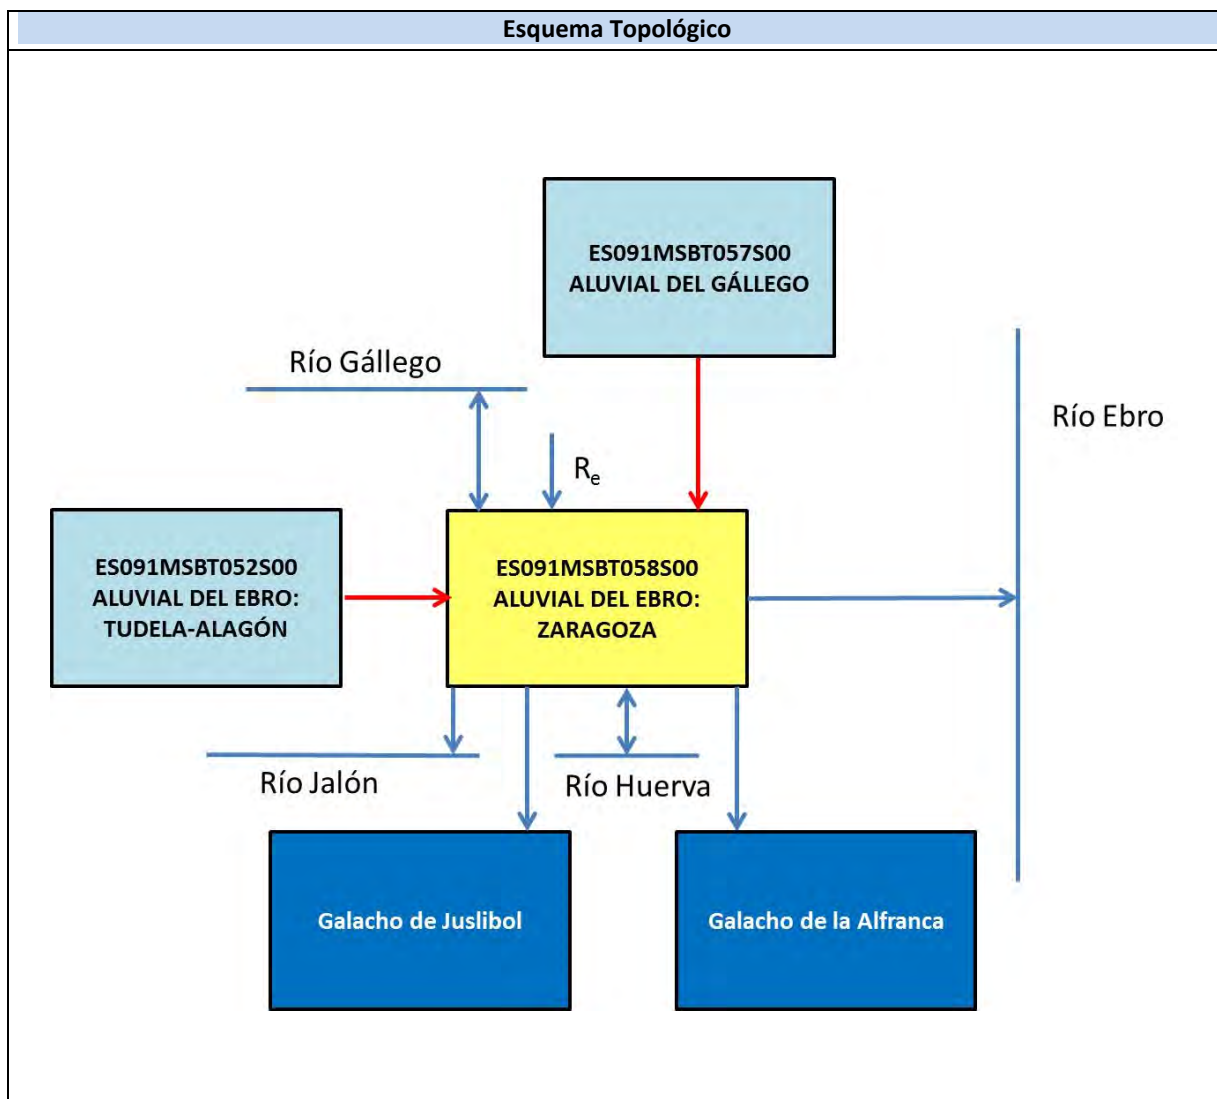 Esquema Topológico
ES091MSBT057S00
ALUVIAL DEL GÁLLEGO
Río Gállego
Río Ebro
Re
ES091MSBT052S00
ALUVIAL DEL EBRO:
TUDELA-ALAGÓN
ES091MSBT058S00
ALUVIAL DEL EBRO:
ZARAGOZA
Río Jalón
Río Huerva
Galacho de Juslibol
Galacho de la Alfranca